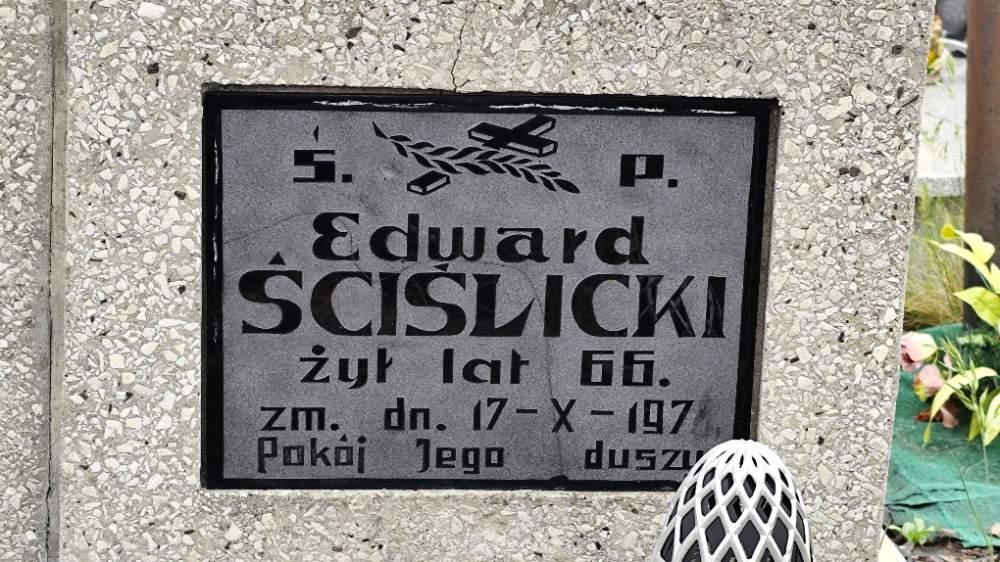 Ś. P.
Edward
ŚCIŚLICKI
żył lat 66.
zm. dn. 17-X-197
Pokój Jego duszy